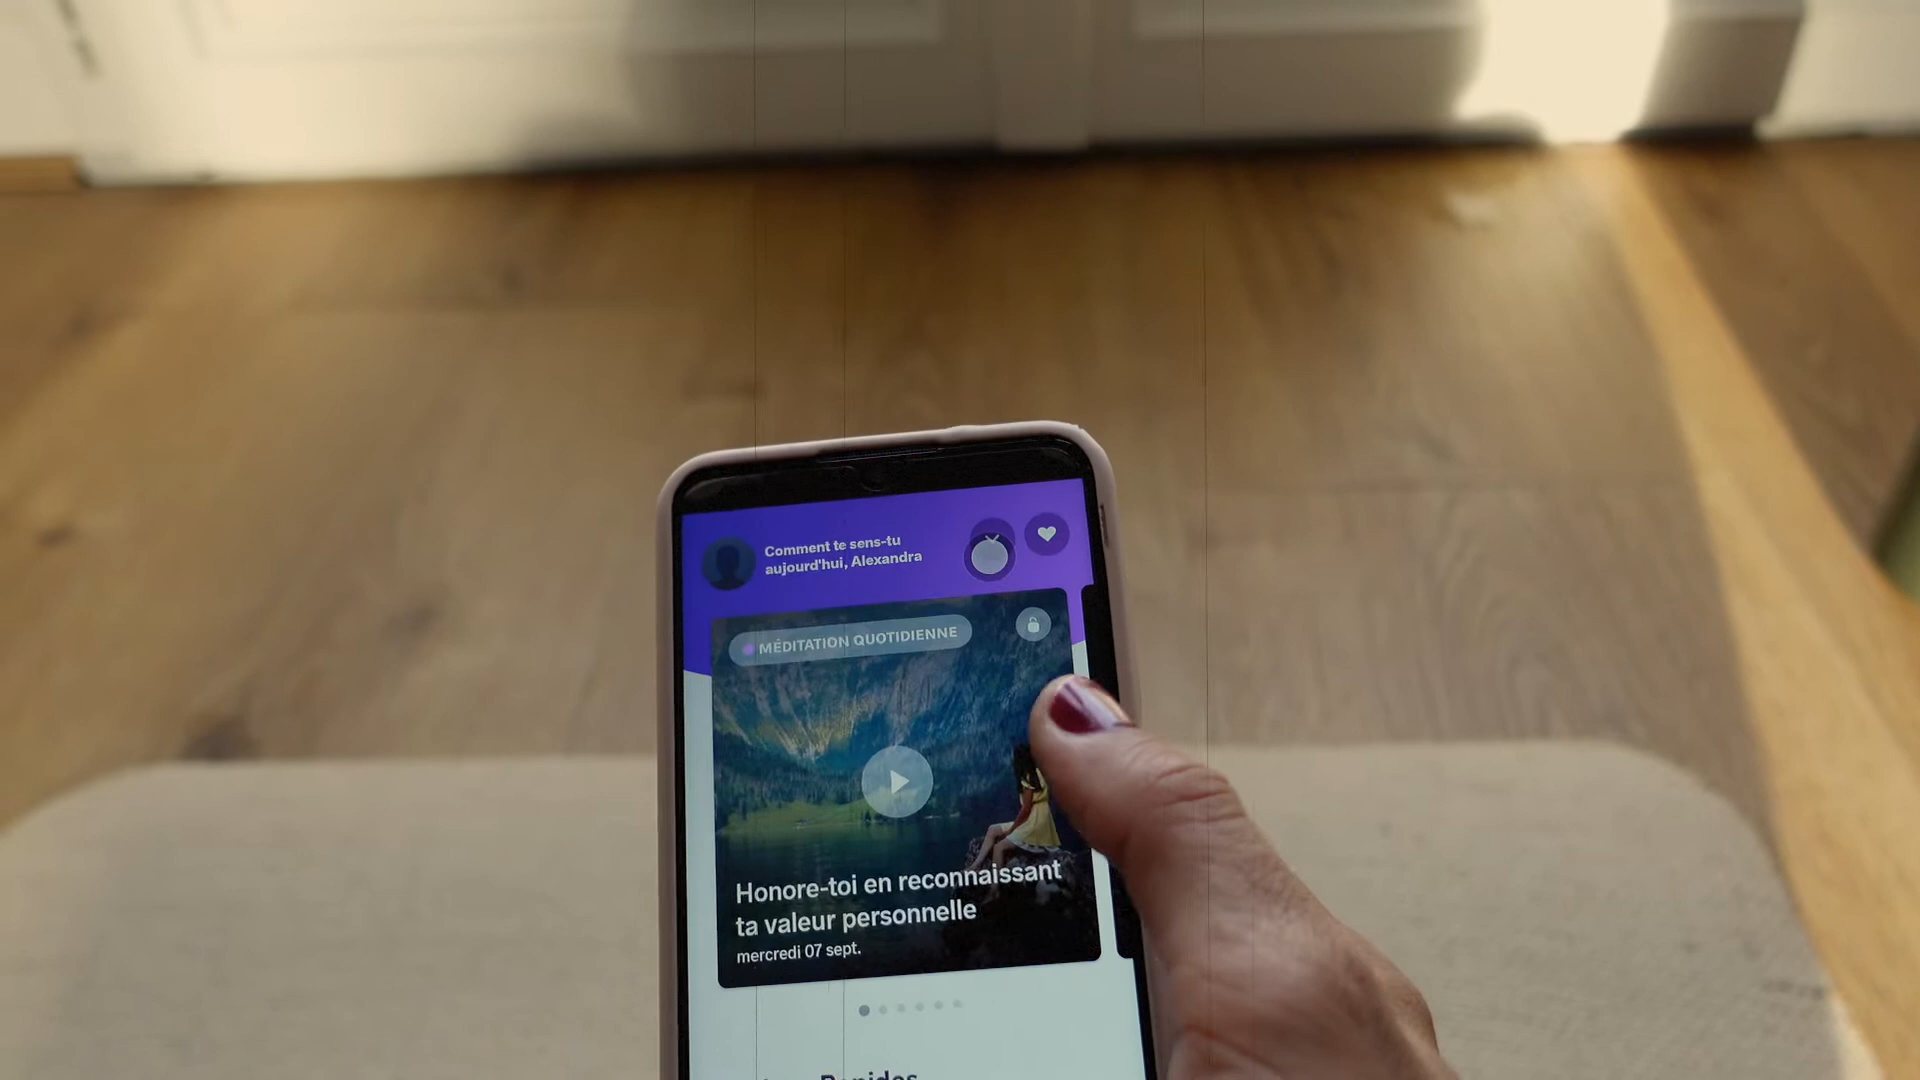 Comment te sens-tu
aujourd'hui, Alexandra
MÉDITATION QUOTIDIENNE
Honore-toi en reconnaissant
ta valeur personnelle
mercredi 07 sept.